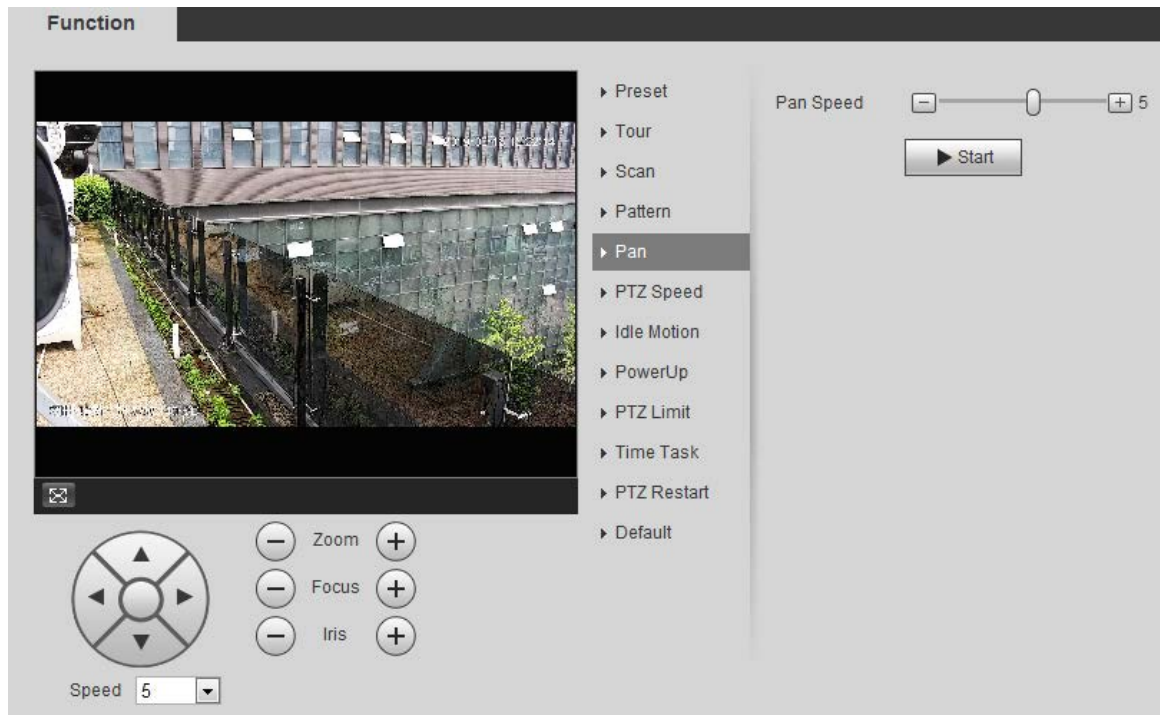 Function
Preset
Tour
Scan
Pattern
Pan
PTZ Speed
Idle Motion
PowerUp
PTZ Limit
Time Task
PTZ Restart
Default
Pan Speed
5
Start
Zoom
Focus
Iris
Speed
5